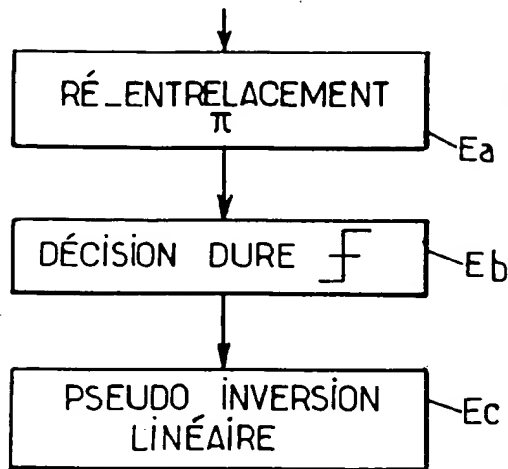 RÉ_ENTRELACEMENT
π
Ea
DÉCISION DURE
Eb
PSEUDO INVERSION
LINÉAIRE
Ec